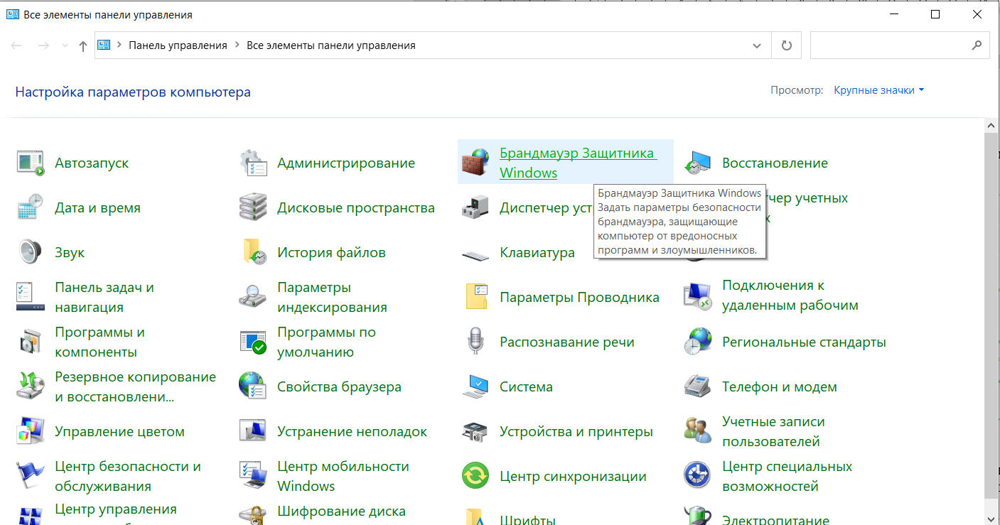 Все элементы панели управления
Панель управления
Все элементы панели управления
Настройка параметров компьютера
Просмотр:
Крупные значки
Автозапуск
Администрирование
Брандмауэр Защитника
Windows
Восстановление
Дата и время
Дисковые пространства
Диспетчер
учетных
Брандмауэр Защитника Windows
Задать параметры безопасности
брандмауэра, защищающие
компьютер от вредоносных
программ и злоумышленников.
Звук
История файлов
Клавиатура
Панель задач и
навигация
Параметры
индексирования
Параметры Проводника
Подключения к
удаленным рабочим
Программы и
компоненты
Программы по
умолчанию
Распознавание речи
Региональные стандарты
Резервное копирование
и восстановлени...
Свойства браузера
Система
Телефон и модем
Управление цветом
Устранение неполадок
Устройства и принтеры
Учетные записи
пользователей
Центр безопасности и
обслуживания
Центр мобильности
Windows
Центр синхронизации
Центр специальных
возможностей
Центр управления
Шифрование диска
Шрифты
Электропитание